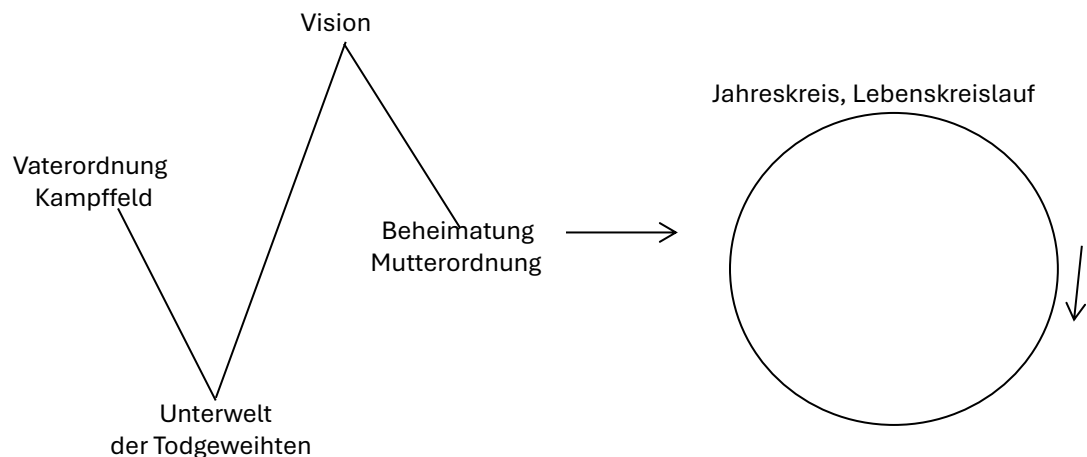 Vision
Jahreskreis, Lebenskreislauf
Vaterordnung
Kampffeld
Beheimatung
Mutterordnung
Unterwelt
der Todgeweihten